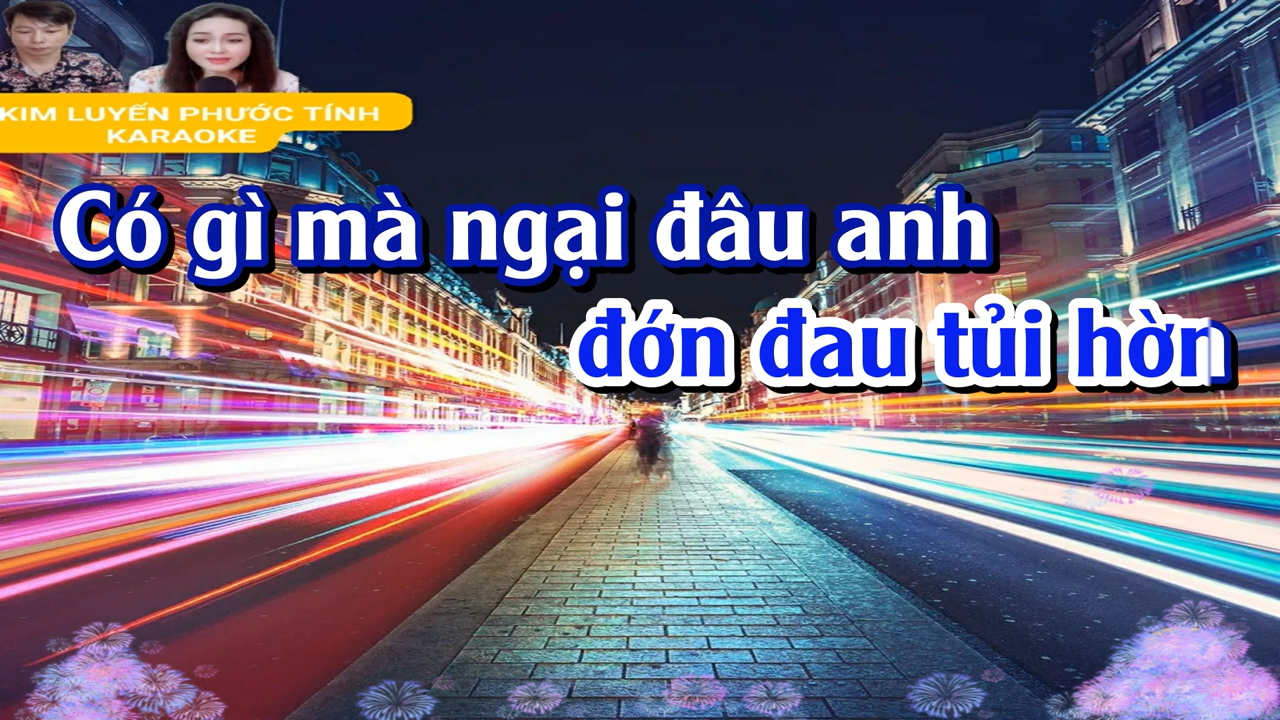 KIM LUYẾN PHƯỚC TÍNH
KARAOKE
Có gì mà ngại đâu anh
đớn đau tủi hờn